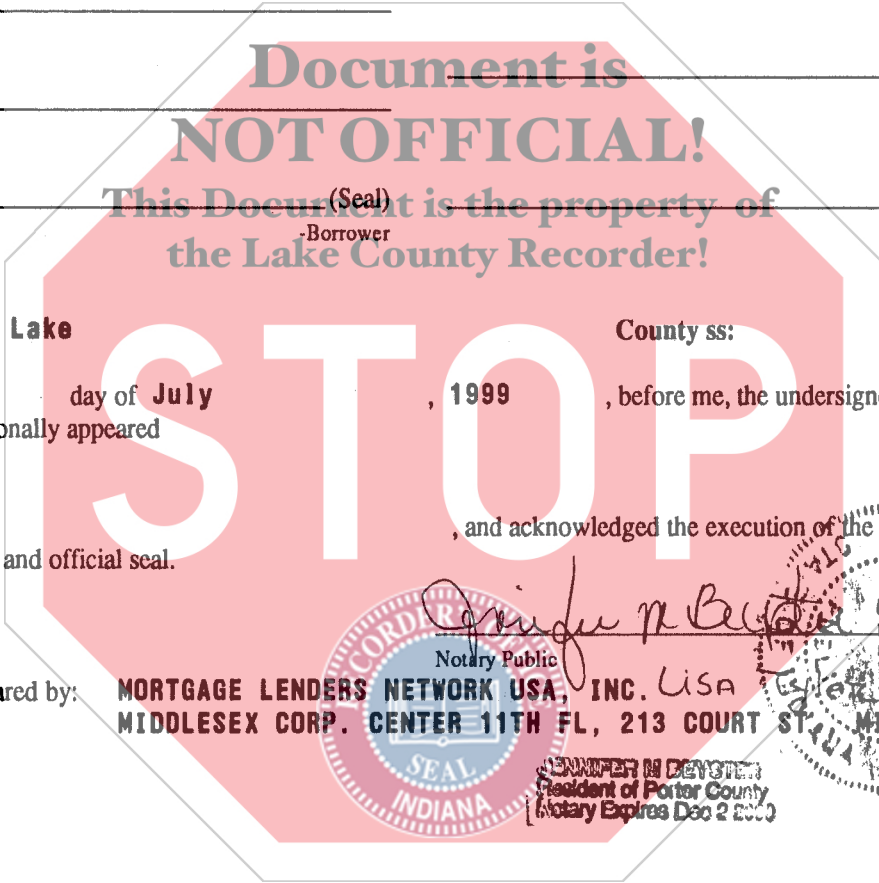 Document is
NOT OFFICIAL!
This Document is the property of
the Lake County Recorder!
(Seal)
-Borrower
STOP
Lake County ss:
day of July , 1999 , before me, the undersigne
onally appeared
, and acknowledged the execution of the
and official seal.
Notary Public
ared by: MORTGAGE LENDERS NETWORK USA, INC. LISA
MIDDLESEX CORP. CENTER 11TH FL, 213 COURT ST, MI
RECORDER OF
SEAL
INDIANA
JENNIFER M BEYSTER
Resident of Porter County
Notary Expires Dec 2 2000